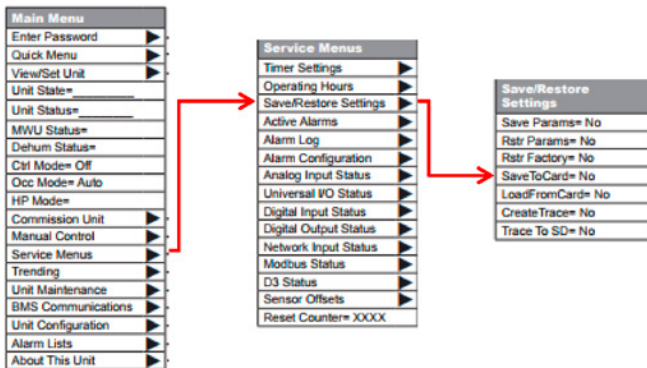 Main Menu
Enter Password
Quick Menu
View/Set Unit
Unit State=_________
Unit Status=________
MWU Status=
Dehum Status=
Ctrl Mode= Off
Occ Mode= Auto
HP Mode=
Commission Unit
Manual Control
Service Menus
Trending
Unit Maintenance
BMS Communications
Unit Configuration
Alarm Lists
About This Unit
Service Menus
Timer Settings
Operating Hours
Save/Restore Settings
Active Alarms
Alarm Log
Alarm Configuration
Analog Input Status
Universal I/O Status
Digital Input Status
Digital Output Status
Network Input Status
Modbus Status
D3 Status
Sensor Offsets
Reset Counter= XXXX
Save/Restore
Settings
Save Params= No
Rstr Params= No
Rstr Factory= No
SaveToCard= No
LoadFromCard= No
CreateTrace= No
Trace To SD= No